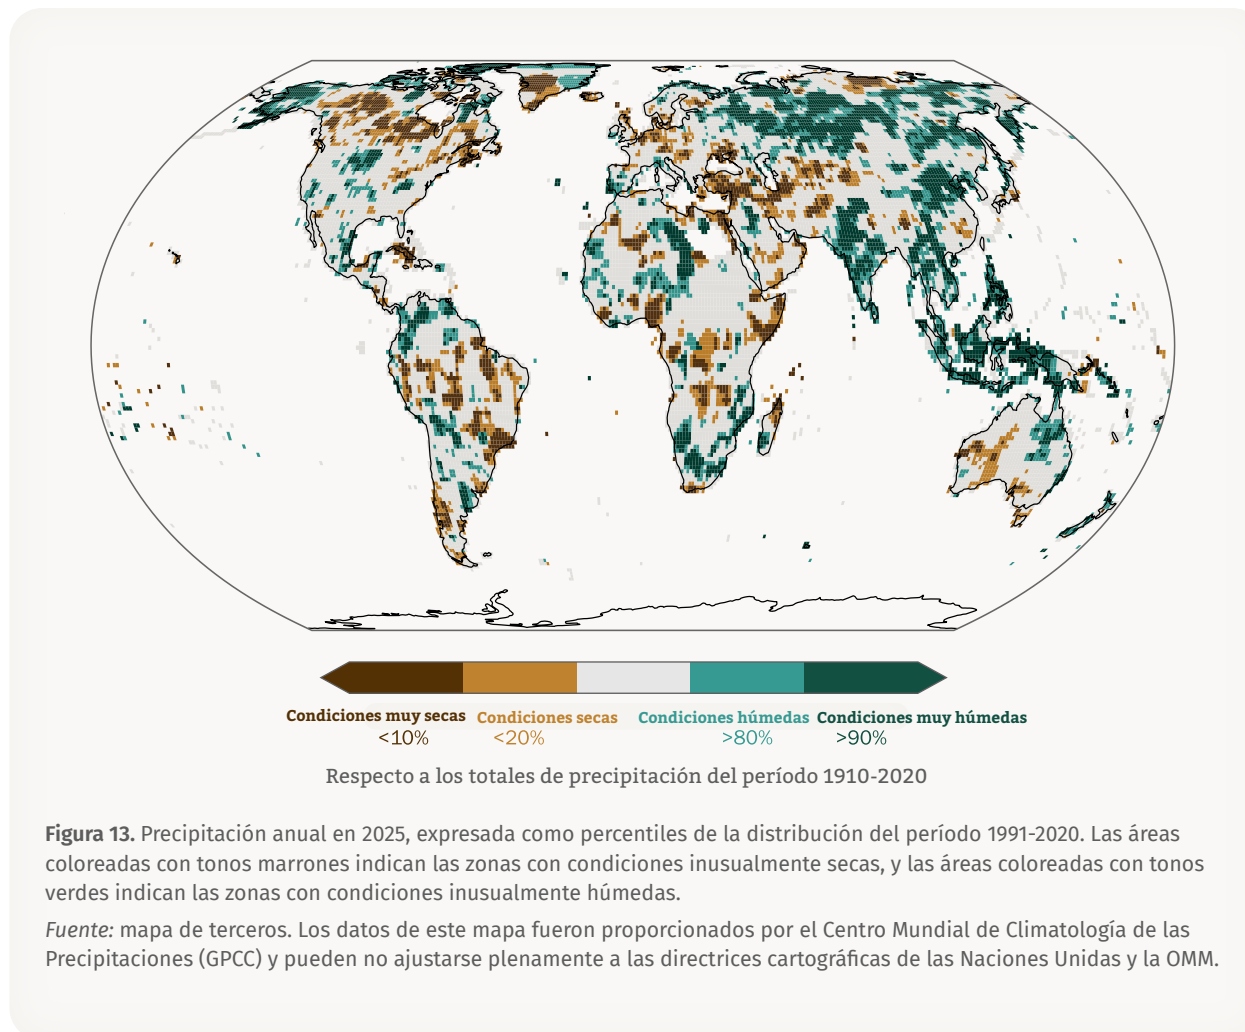 Condiciones muy secas Condiciones secas Condiciones húmedas Condiciones muy húmedas
<10% <20% >80% >90%
Respecto a los totales de precipitación del período 1910-2020
Figura 13. Precipitación anual en 2025, expresada como percentiles de la distribución del período 1991-2020. Las áreas
coloreadas con tonos marrones indican las zonas con condiciones inusualmente secas, y las áreas coloreadas con tonos
verdes indican las zonas con condiciones inusualmente húmedas.
Fuente: mapa de terceros. Los datos de este mapa fueron proporcionados por el Centro Mundial de Climatología de las
Precipitaciones (GPCC) y pueden no ajustarse plenamente a las directrices cartográficas de las Naciones Unidas y la OMM.